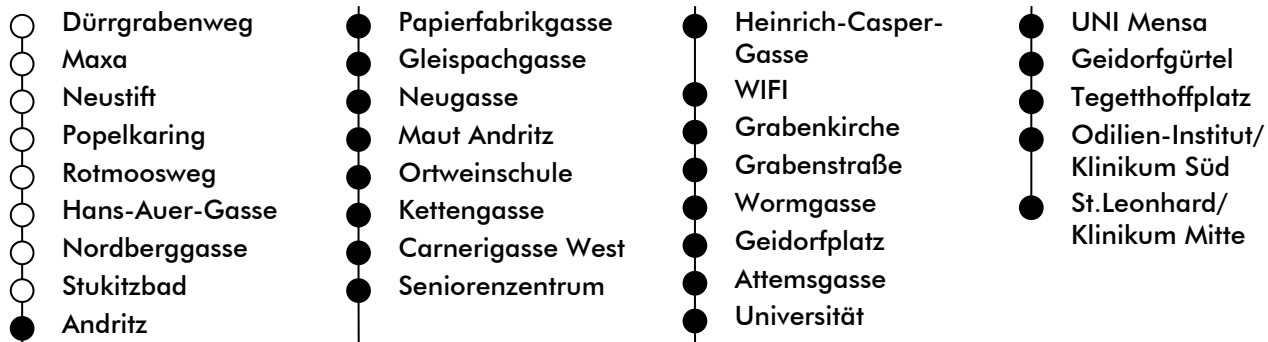 Dürrgrabenweg
Maxa
Neustift
Popelkaring
Rotmoosweg
Hans-Auer-Gasse
Nordberggasse
Stukitzbad
Andritz
Papierfabrikgasse
Gleispachgasse
Neugasse
Maut Andritz
Ortweinschule
Kettengasse
Carnerigasse West
Seniorenzentrum
Heinrich-Casper-
Gasse
WIFI
Grabenkirche
Grabenstraße
Wormgasse
Geidorfplatz
Attemsgasse
Universität
UNI Mensa
Geidorfgürtel
Tegetthoffplatz
Odilien-Institut/
Klinikum Süd
St.Leonhard/
Klinikum Mitte